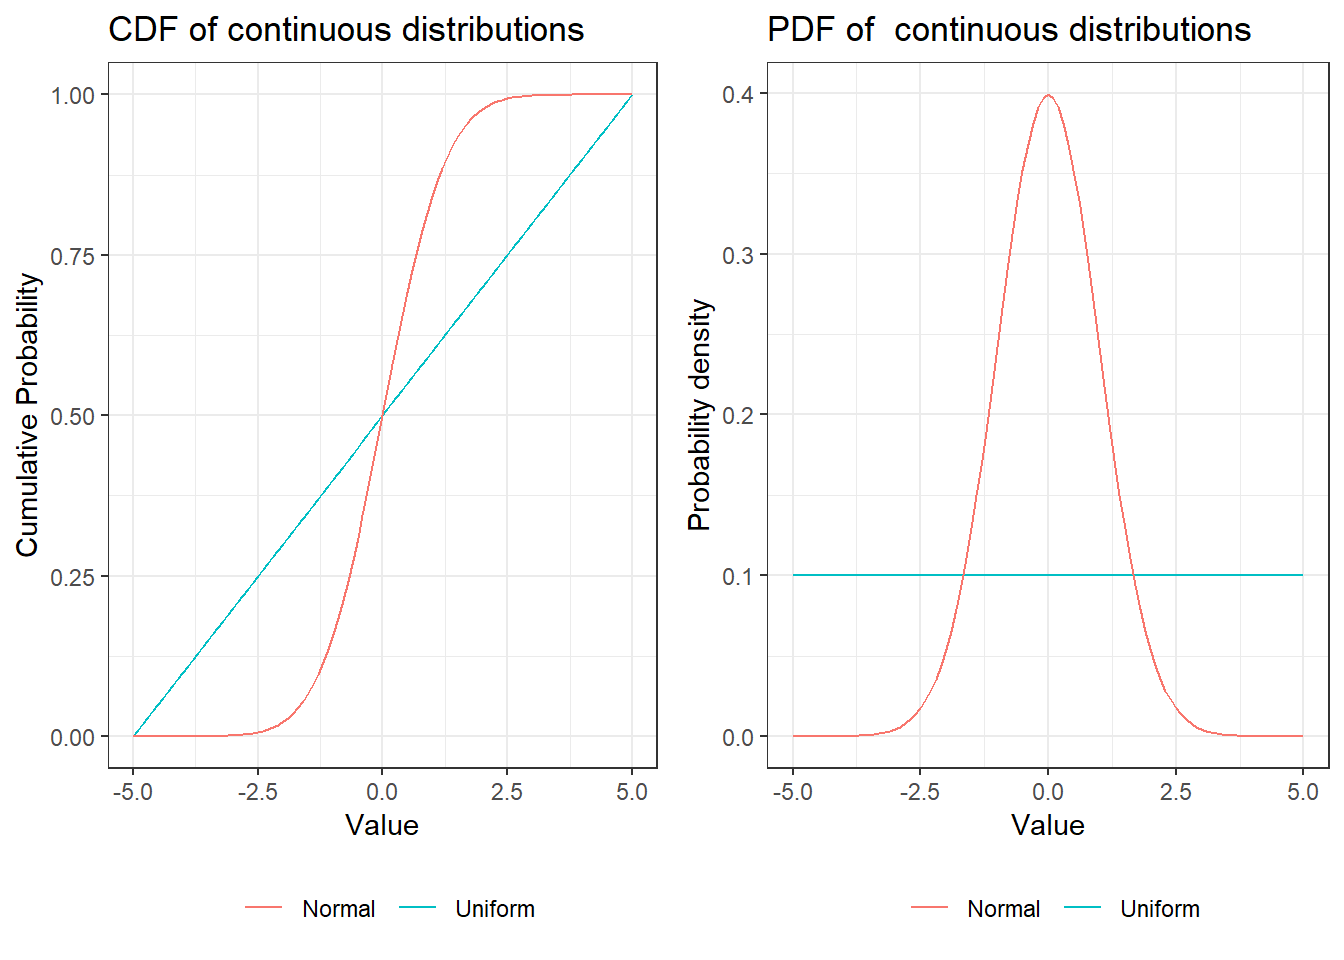 CDF of continuous distributions
1.00
0.75
0.50
0.25
0.00
Cumulative Probability
-5.0 -2.5 0.0 2.5 5.0
Value
Normal Uniform
PDF of  continuous distributions
0.4
0.3
0.2
0.1
0.0
Probability density
-5.0 -2.5 0.0 2.5 5.0
Value
Normal Uniform